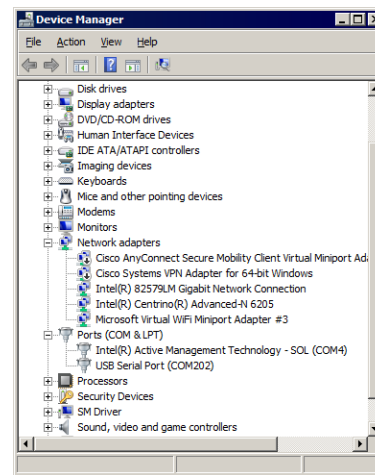 Device Manager
File Action View Help
Disk drives
Display adapters
DVD/CD-ROM drives
Human Interface Devices
IDE ATA/ATAPI controllers
Imaging devices
Keyboards
Mice and other pointing devices
Modems
Monitors
Network adapters
Cisco AnyConnect Secure Mobility Client Virtual Miniport Ada
Cisco Systems VPN Adapter for 64-bit Windows
Intel(R) 82579LM Gigabit Network Connection
Intel(R) Centrino(R) Advanced-N 6205
Microsoft Virtual WiFi Miniport Adapter #3
Ports (COM & LPT)
Intel(R) Active Management Technology - SOL (COM4)
USB Serial Port (COM202)
Processors
Security Devices
SM Driver
Sound, video and game controllers